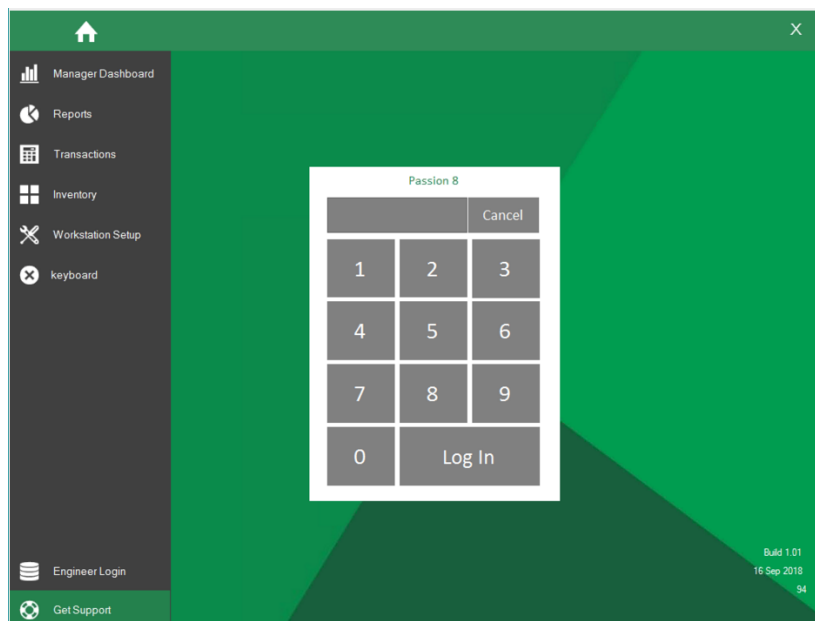 X
Manager Dashboard
Reports
Transactions
Inventory
Workstation Setup
keyboard
Passion 8
Cancel
1 2 3
4 5 6
7 8 9
0 Log In
Engineer Login
Get Support
Build 1.01
16 Sep 2018
94